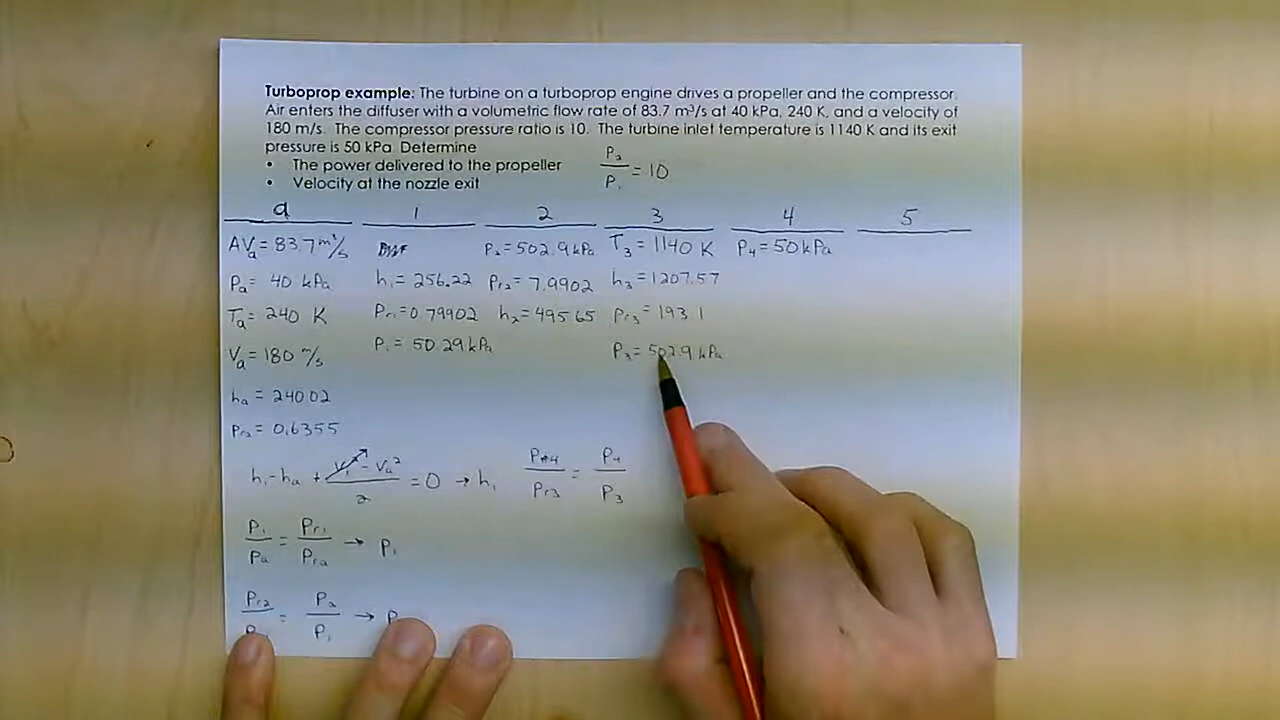 Turboprop example: The turbine on a turboprop engine drives a propeller and the compressor.
Air enters the diffuser with a volumetric flow rate of 83.7 m³/s at 40 kPa, 240 K, and a velocity of
180 m/s. The compressor pressure ratio is 10. The turbine inlet temperature is 1140 K and its exit
pressure is 50 kPa Determine
• The power delivered to the propeller
• Velocity at the nozzle exit
P₂/P₁ = 10
a 1 2 3 4 5
AVₐ = 83.7 m³/s P₂ = 502.9 kPa T₃ = 1140 K P₄ = 50 kPa
Pₐ = 40 kPa h₁ = 256.22 Pr₂ = 7.9902 h₃ = 1207.57
Tₐ = 240 K Pr₁ = 0.79902 h₂ = 495.65 Pr₃ = 193.1
Vₐ = 180 m/s P₁ = 50.29 kPa P₃ = 502.9 kPa
hₐ = 240.02
Prₐ = 0.6355
h₁ - hₐ + (V₁² - Vₐ²)/2 = 0 → h₁ Pr₄/Pr₃ = P₄/P₃
P₁/Pₐ = Pr₁/Prₐ → P₁
Pr₂/P = P₂/P₁ → P